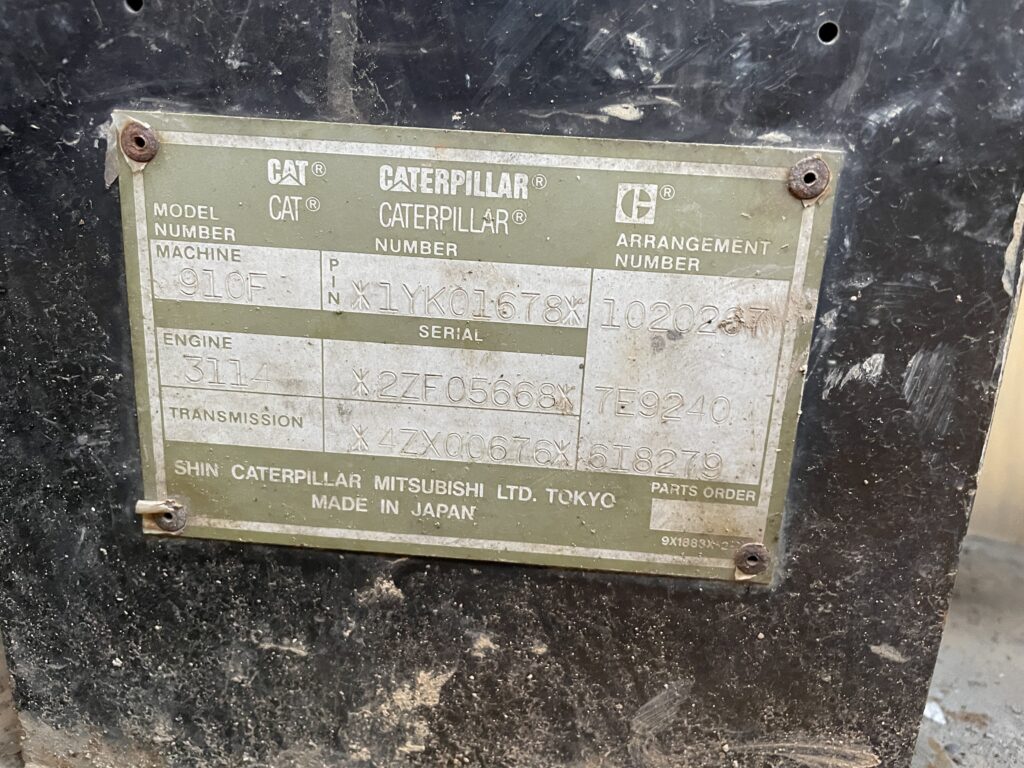 CAT® CATERPILLAR® ®
CAT® CATERPILLAR®
MODEL NUMBER NUMBER ARRANGEMENT NUMBER
MACHINE 910F PIN *1YK01678*
SERIAL
ENGINE 3114 *2ZF05668* 7E9240
TRANSMISSION *4ZX00676* 6I8279
SHIN CATERPILLAR MITSUBISHI LTD. TOKYO
MADE IN JAPAN
PARTS ORDER